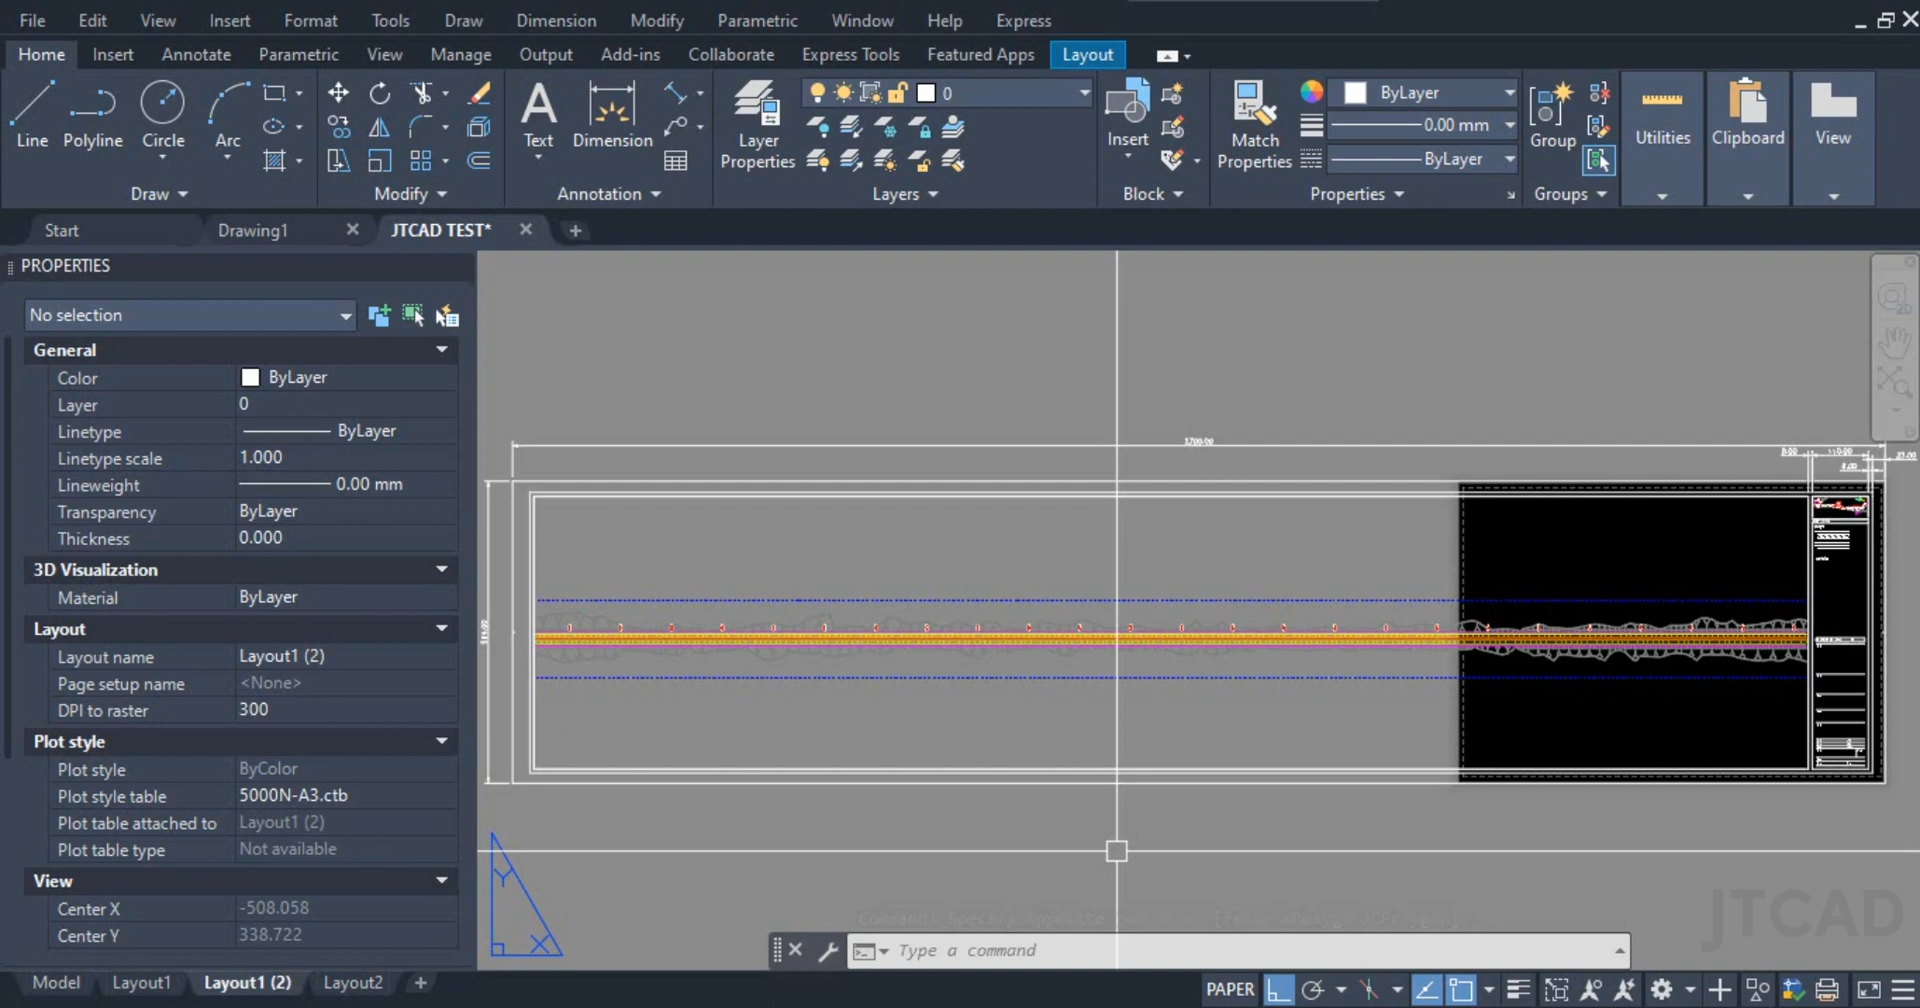 File Edit View Insert Format Tools Draw Dimension Modify Parametric Window Help Express
Home Insert Annotate Parametric View Manage Output Add-ins Collaborate Express Tools Featured Apps Layout
0
ByLayer
0.00 mm
ByLayer
Line Polyline Circle Arc
Text Dimension
Layer Properties
Insert
Match Properties
Group
Utilities
Clipboard
View
Draw Modify Annotation Layers Block Properties Groups
Start Drawing1 JTCAD TEST*
PROPERTIES
No selection
General
Color ByLayer
Layer 0
Linetype ByLayer
Linetype scale 1.000
Lineweight 0.00 mm
Transparency ByLayer
Thickness 0.000
3D Visualization
Material ByLayer
Layout
Layout name Layout1 (2)
Page setup name <None>
DPI to raster 300
Plot style
Plot style ByColor
Plot style table 5000N-A3.ctb
Plot table attached to Layout1 (2)
Plot table type Not available
View
Center X -508.058
Center Y 338.722
Y
X
JTCAD
Type a command
Model Layout1 Layout1 (2) Layout2
PAPER